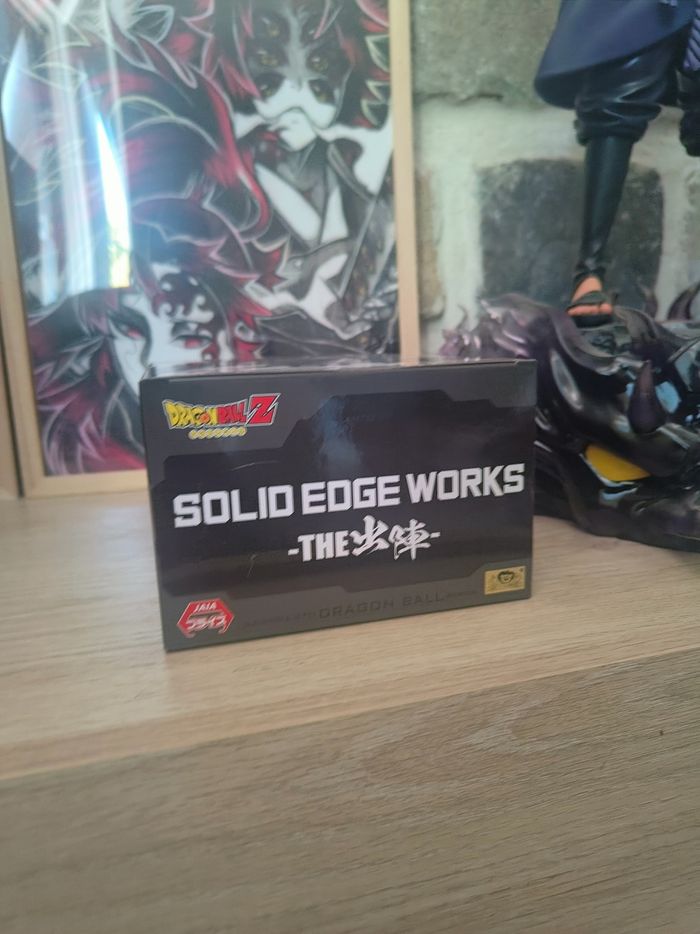 DRAGON BALL Z
SOLID EDGE WORKS
-THE出陣-
JAIA
プライズ
DRAGON BALL